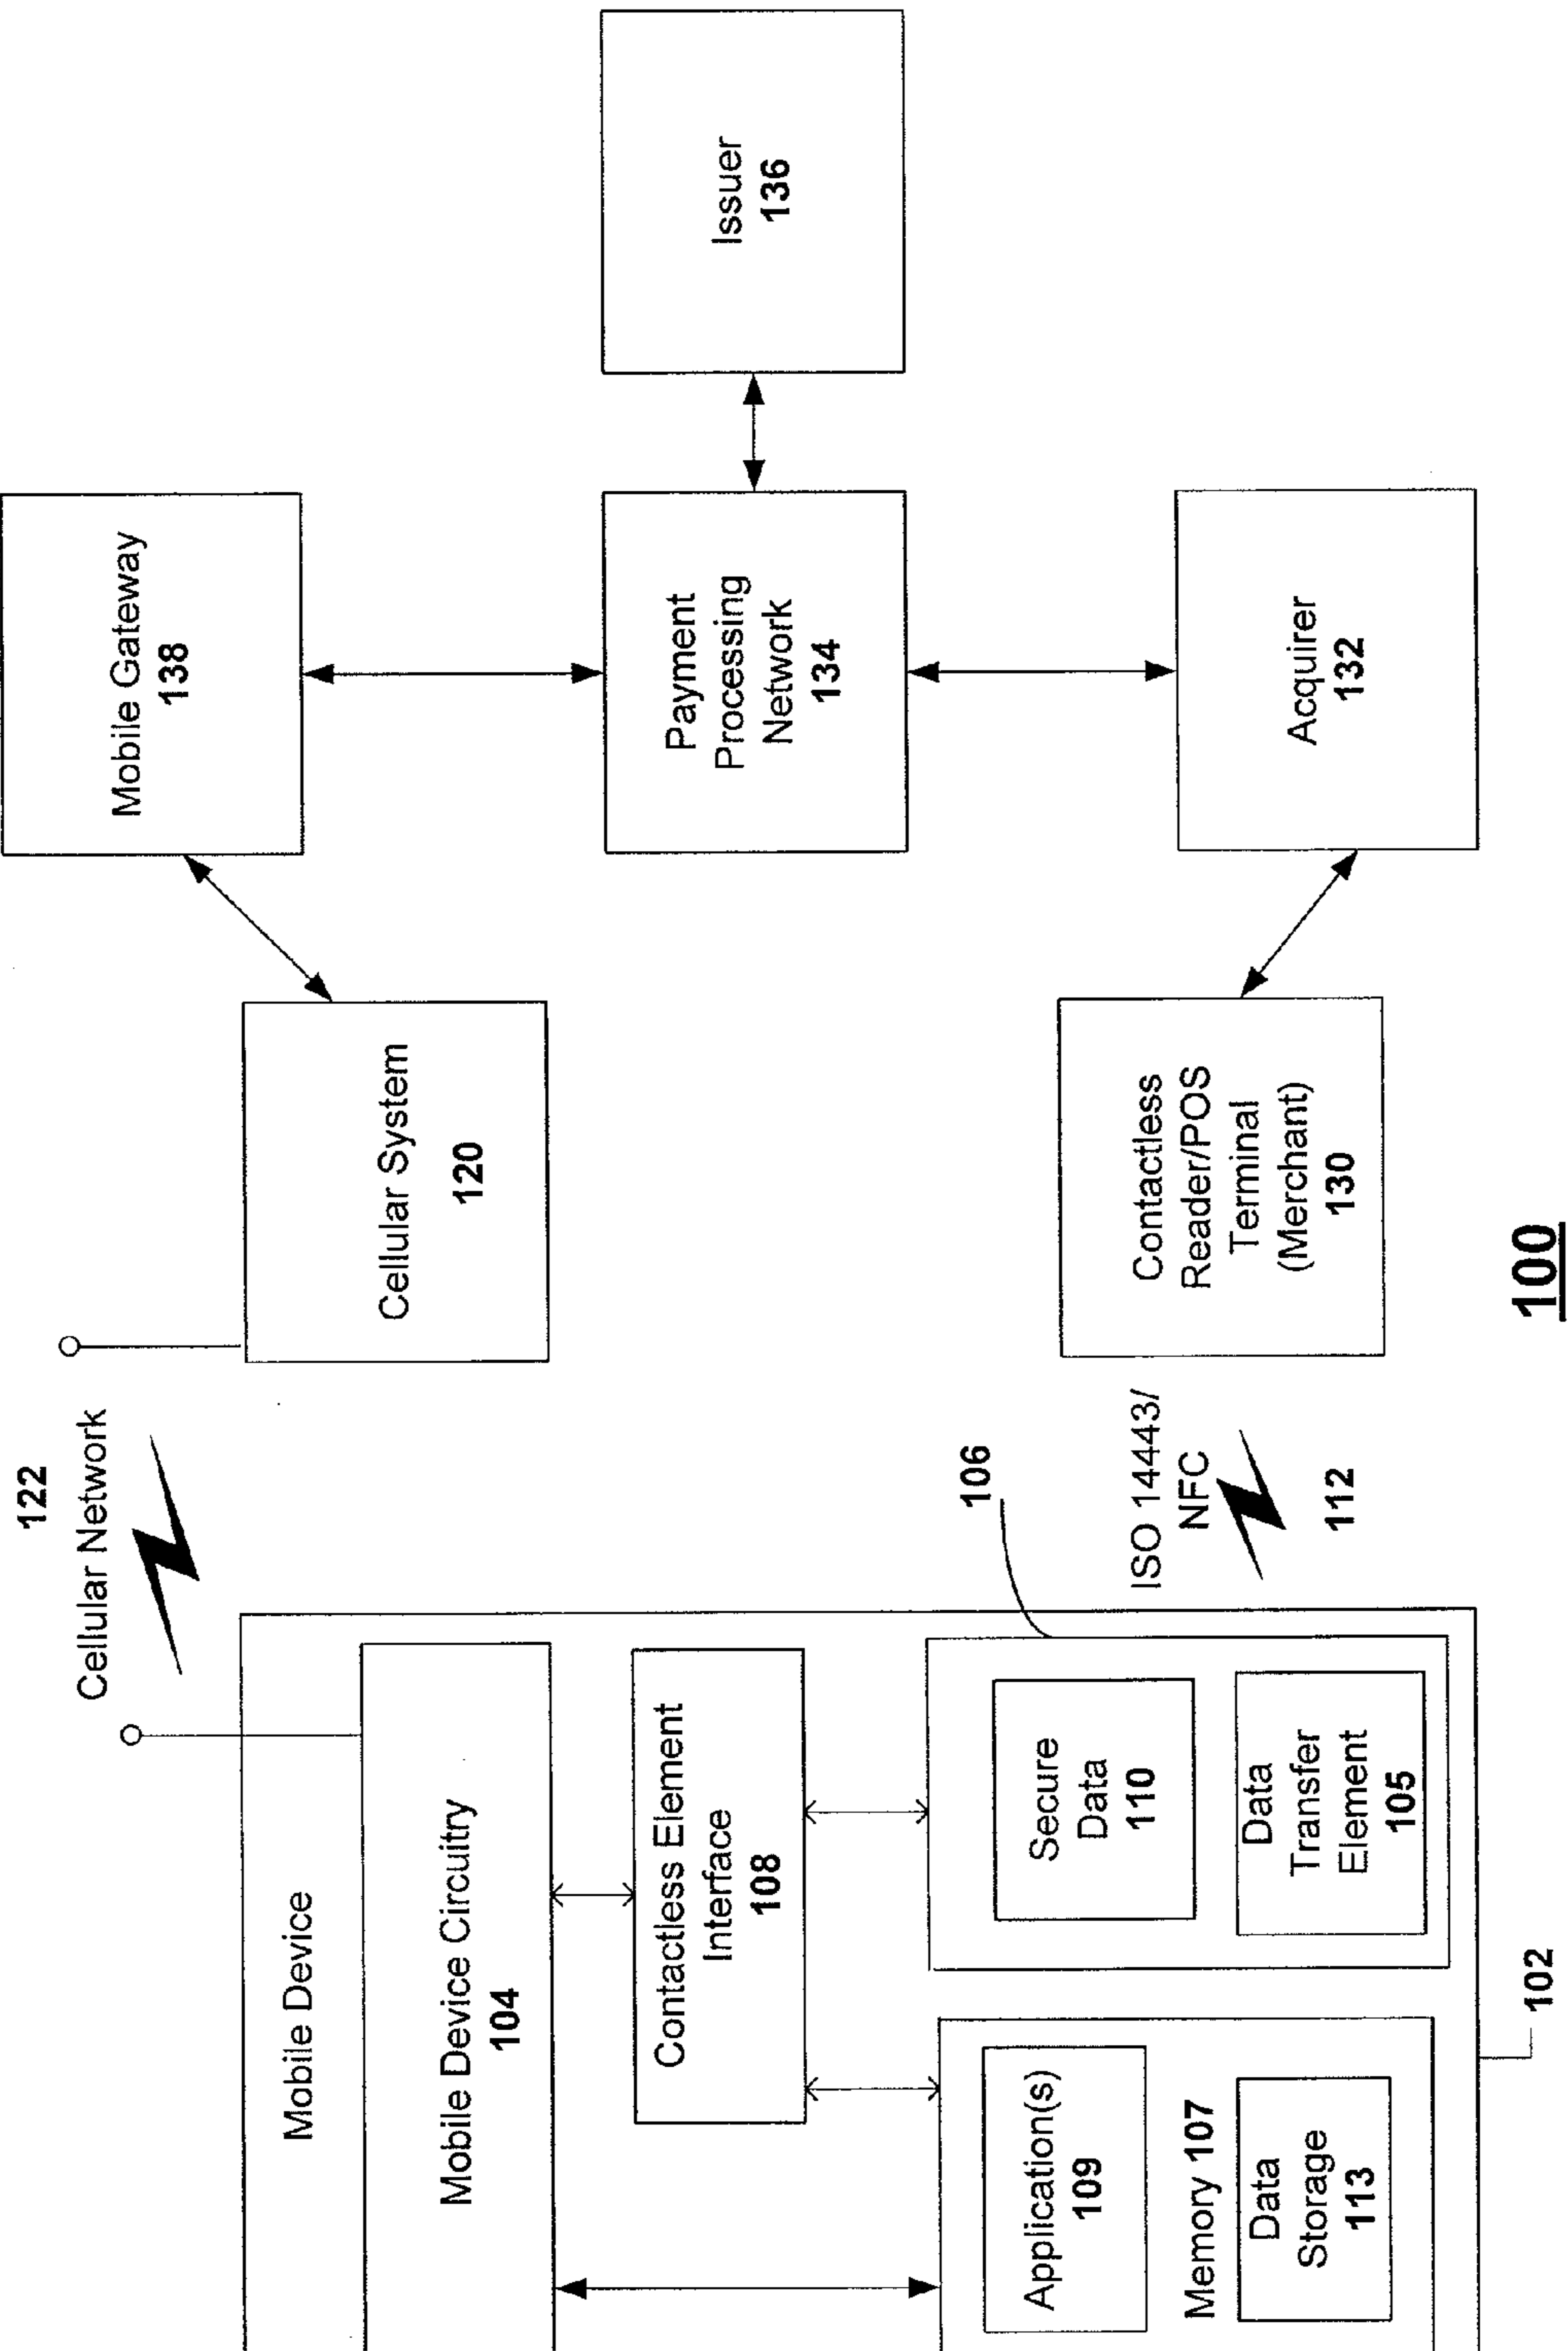 122
Cellular Network
Mobile Device
Mobile Device Circuitry
104
Contactless Element
Interface
108
Application(s)
109
Memory 107
Data
Storage
113
106
Secure
Data
110
Data
Transfer
Element
105
102
ISO 14443/
NFC
112
Cellular System
120
Contactless
Reader/POS
Terminal
(Merchant)
130
Mobile Gateway
138
Payment
Processing
Network
134
Acquirer
132
Issuer
136
100